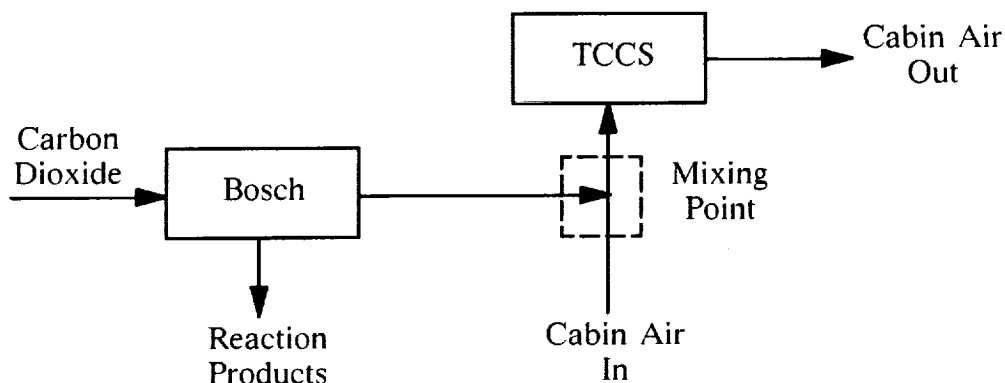 TCCS
Cabin Air
Out
Carbon
Dioxide
Bosch
Mixing
Point
Reaction
Products
Cabin Air
In